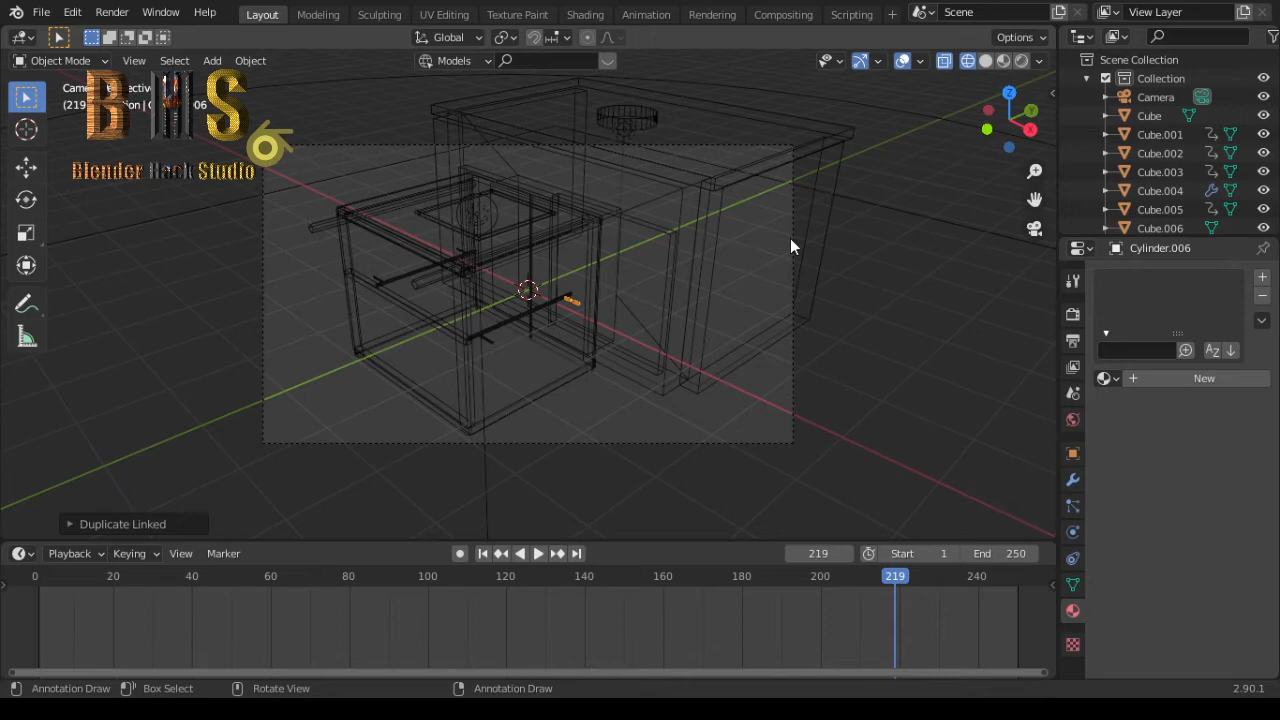 File Edit Render Window Help Layout Modeling Sculpting UV Editing Texture Paint Shading Animation Rendering Compositing Scripting Scene View Layer
Global Options
Object Mode View Select Add Object Models
Scene Collection
Collection
Camera
Cube
Cube.001
Cube.002
Cube.003
Cube.004
Cube.005
Cube.006
BHS
Blender Hack Studio
Z
Y
X
Cylinder.006
New
Duplicate Linked
Playback Keying View Marker 219 Start 1 End 250
0 20 40 60 80 100 120 140 160 180 200 219 240
Annotation Draw Box Select Rotate View Annotation Draw 2.90.1